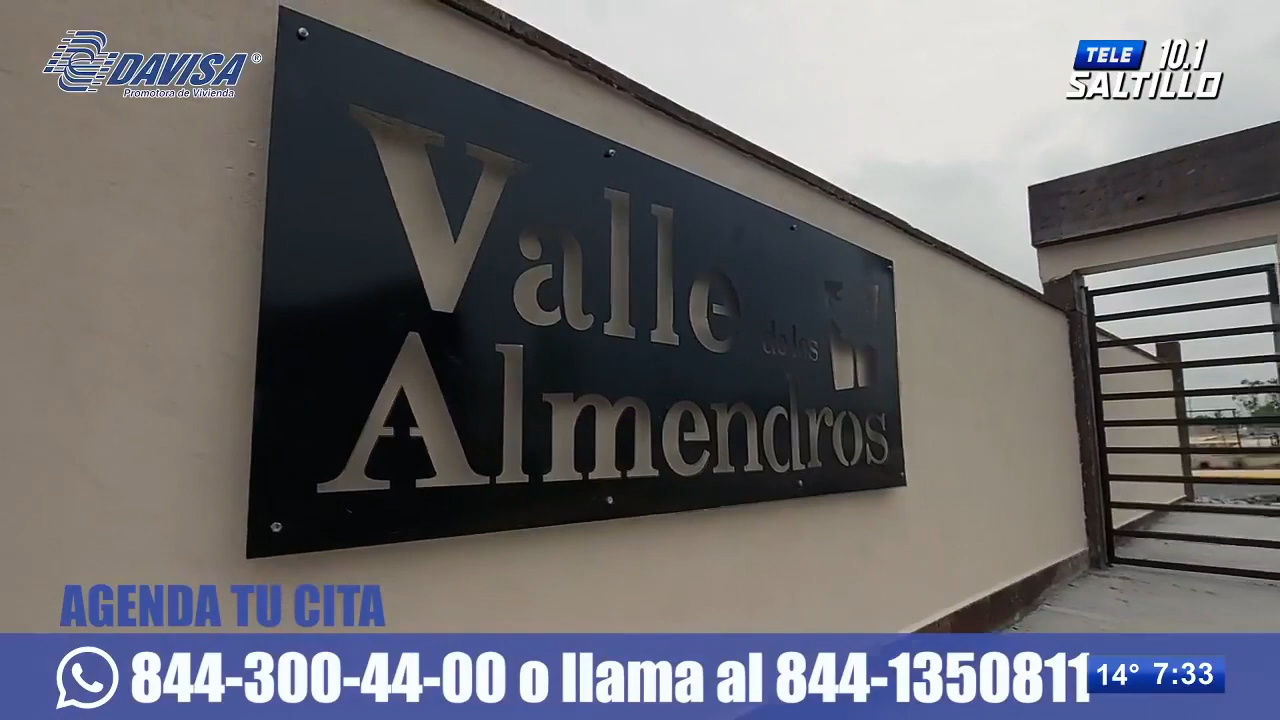 DAVISA®
Promotora de Vivienda
TELE 10.1
SALTILLO
Valle de los
Almendros
AGENDA TU CITA
844-300-44-00 o llama al 844-1350811
14° 7:33